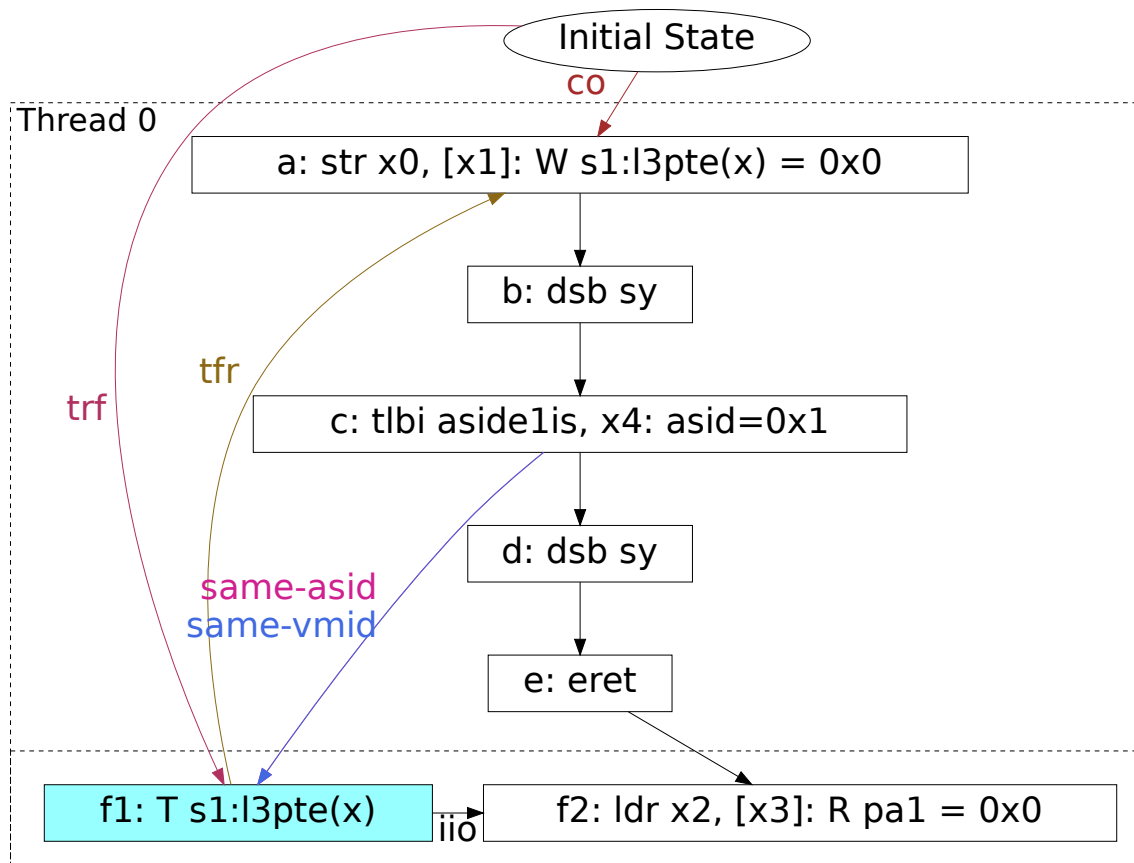 Initial State
co
Thread 0
a: str x0, [x1]: W s1:l3pte(x) = 0x0
b: dsb sy
tfr
trf
c: tlbi aside1is, x4: asid=0x1
d: dsb sy
same-asid
same-vmid
e: eret
f1: T s1:l3pte(x)
iio
f2: ldr x2, [x3]: R pa1 = 0x0